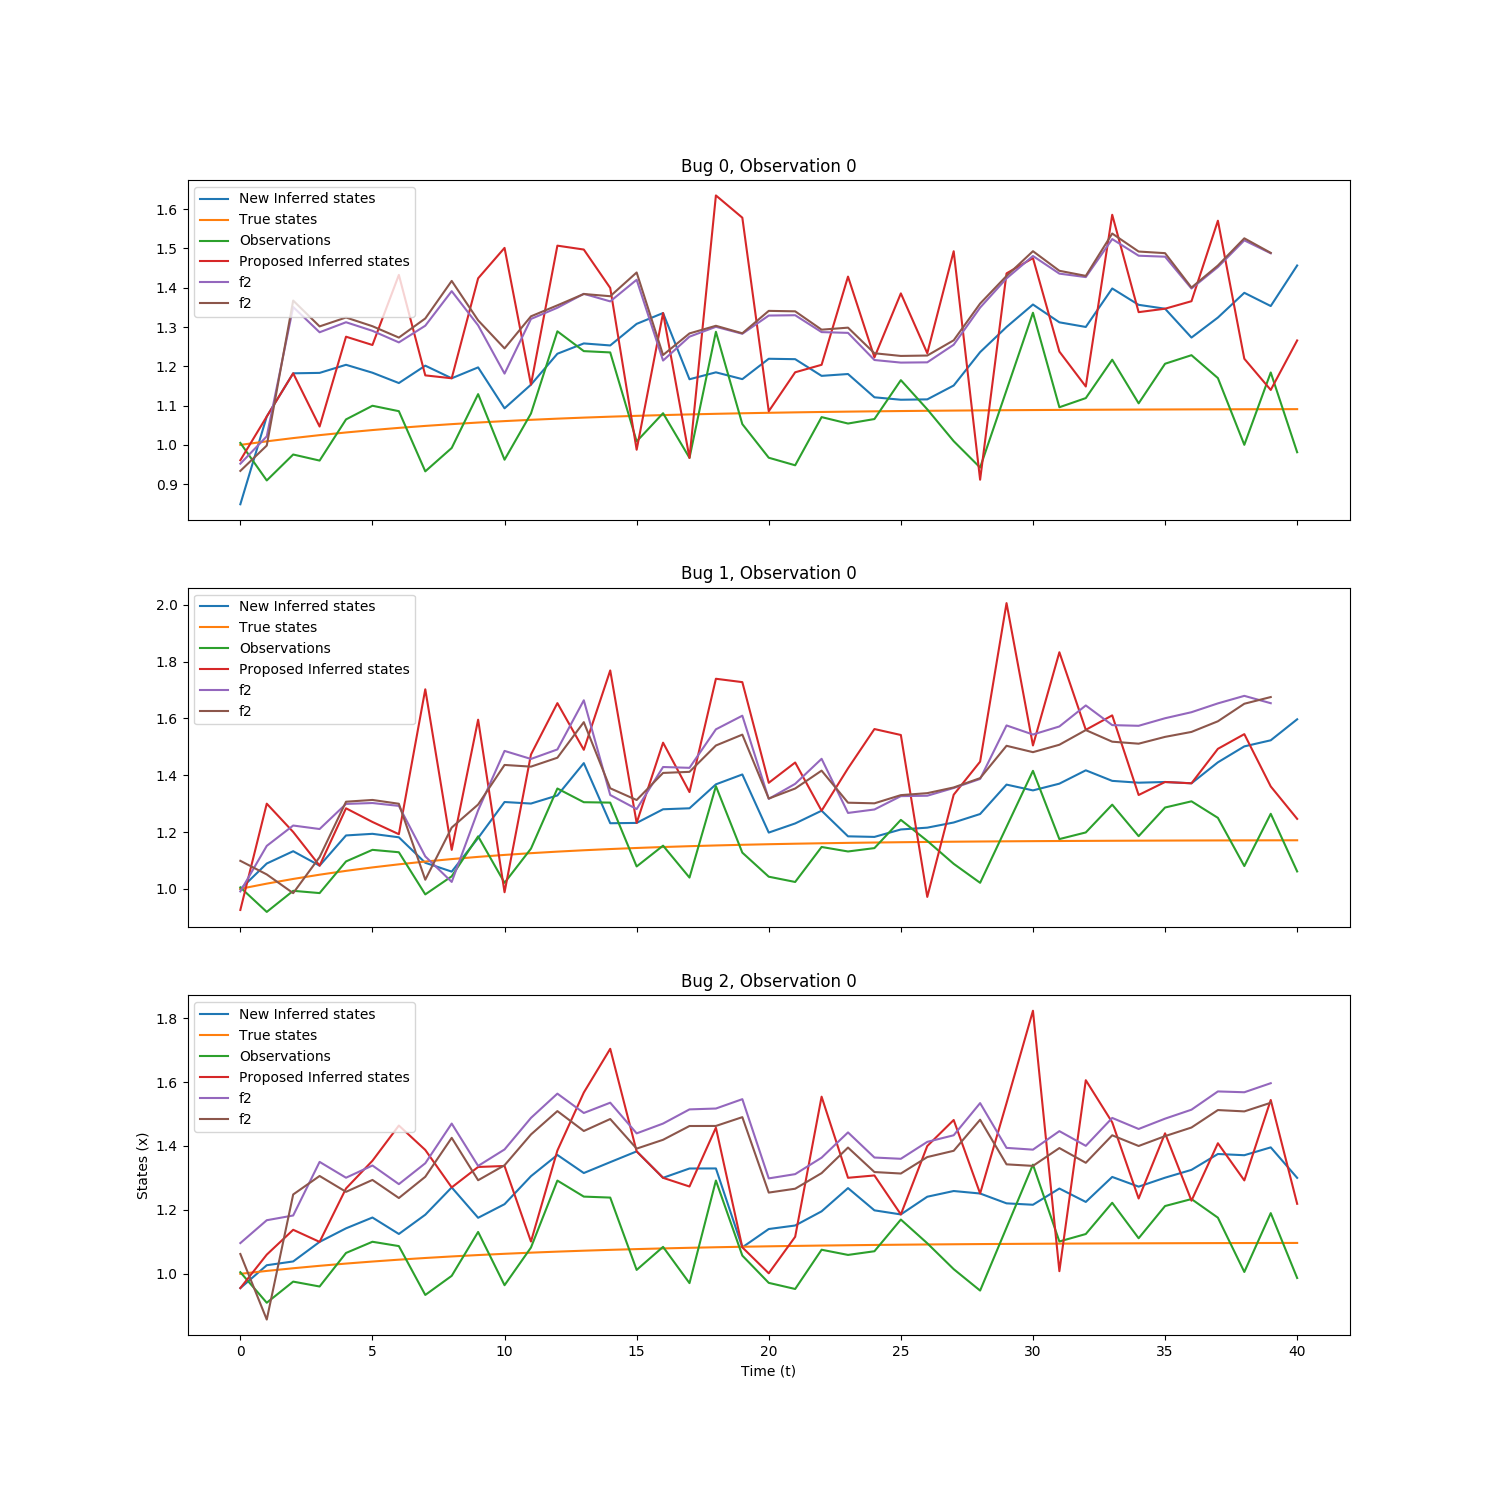 Bug 0, Observation 0
New Inferred states
True states
Observations
Proposed Inferred states
f2
f2
1.6
1.5
1.4
1.3
1.2
1.1
1.0
0.9
Bug 1, Observation 0
New Inferred states
True states
Observations
Proposed Inferred states
f2
f2
2.0
1.8
1.6
1.4
1.2
1.0
Bug 2, Observation 0
New Inferred states
True states
Observations
Proposed Inferred states
f2
f2
1.8
1.6
1.4
1.2
1.0
States (x)
0 5 10 15 20 25 30 35 40
Time (t)